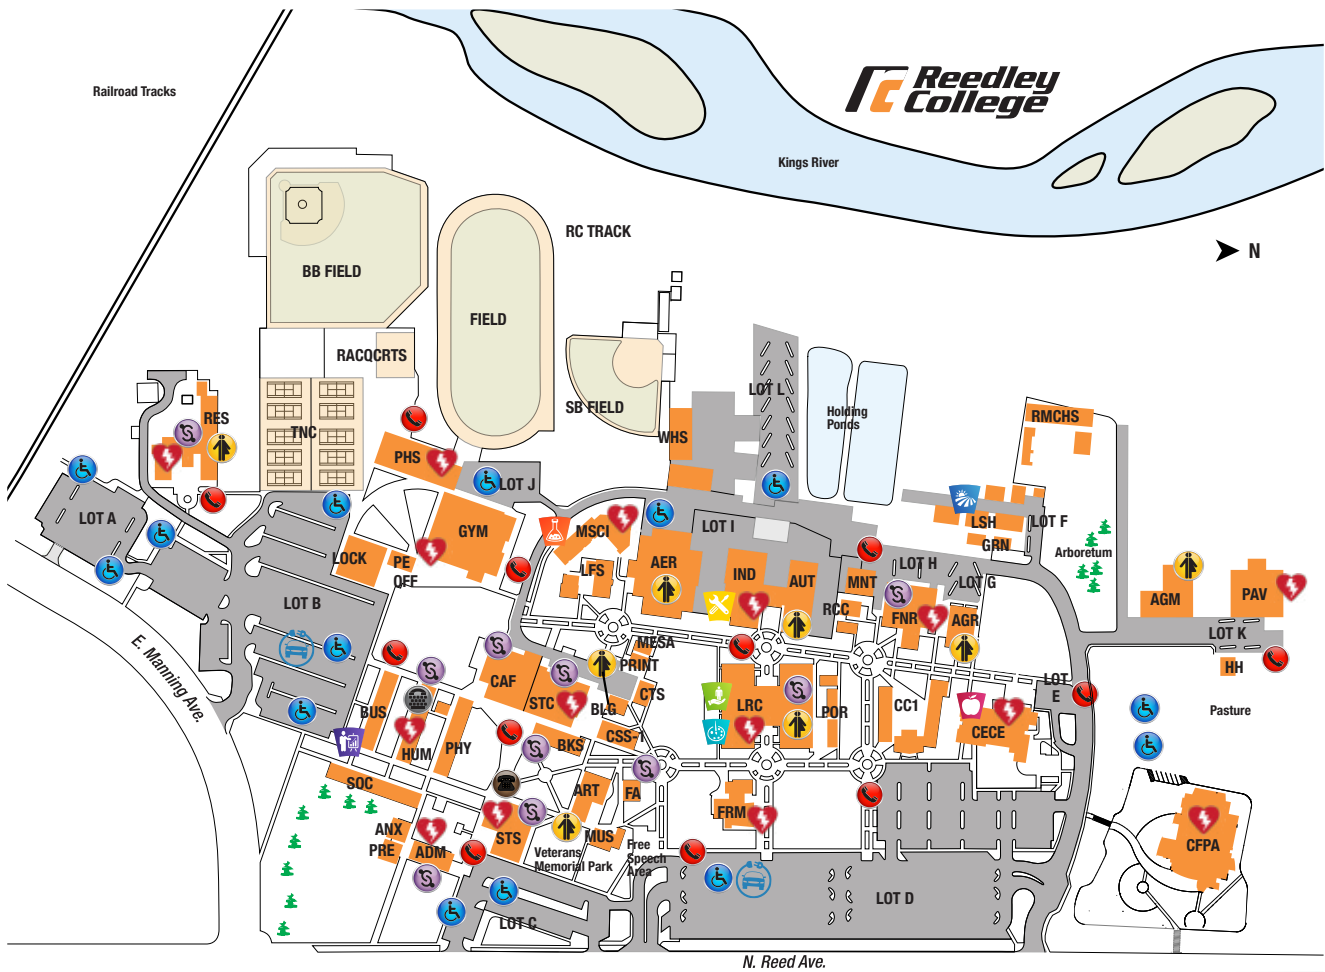 Reedley
College
Railroad Tracks
Kings River
N
RC TRACK
BB FIELD
FIELD
RACQCRTS
LOT L
SB FIELD
Holding
Ponds
RMCHS
RES
TNC
WHS
PHS
LOT J
LOT A
GYM
MSCI
LOT I
LSH
LOT F
GRN
Arboretum
LOCK
PE
OFF
LFS
AER
IND
AUT
MNT
LOT H
LOT G
AGM
PAV
LOT B
RCC
FNR
AGR
LOT K
E. Manning Ave.
MESA
PRINT
HH
CAF
STC
BLG
CTS
LRC
POR
CC1
LOT
E
Pasture
BUS
HUM
PHY
BKS
CSS-1
CECE
SOC
ART
FA
FRM
ANX
PRE
ADM
STS
MUS
CFPA
Veterans
Memorial Park
Free
Speech
Area
LOT C
LOT D
N. Reed Ave.